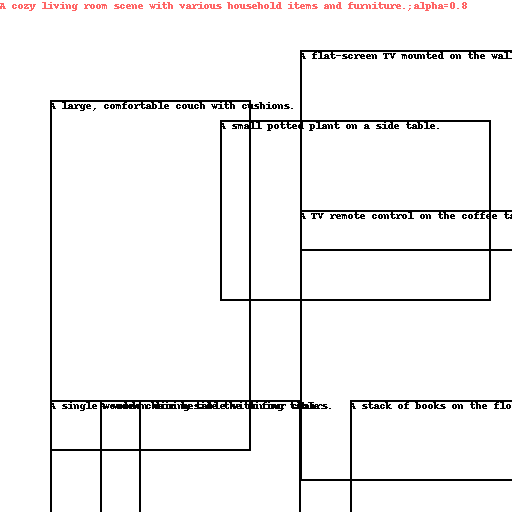 A cozy living room scene with various household items and furniture.;alpha=0.8
A flat-screen TV mounted on the wal
A large, comfortable couch with cushions.
A small potted plant on a side table.
A TV remote control on the coffee ta
A single
A stack of books on the flo